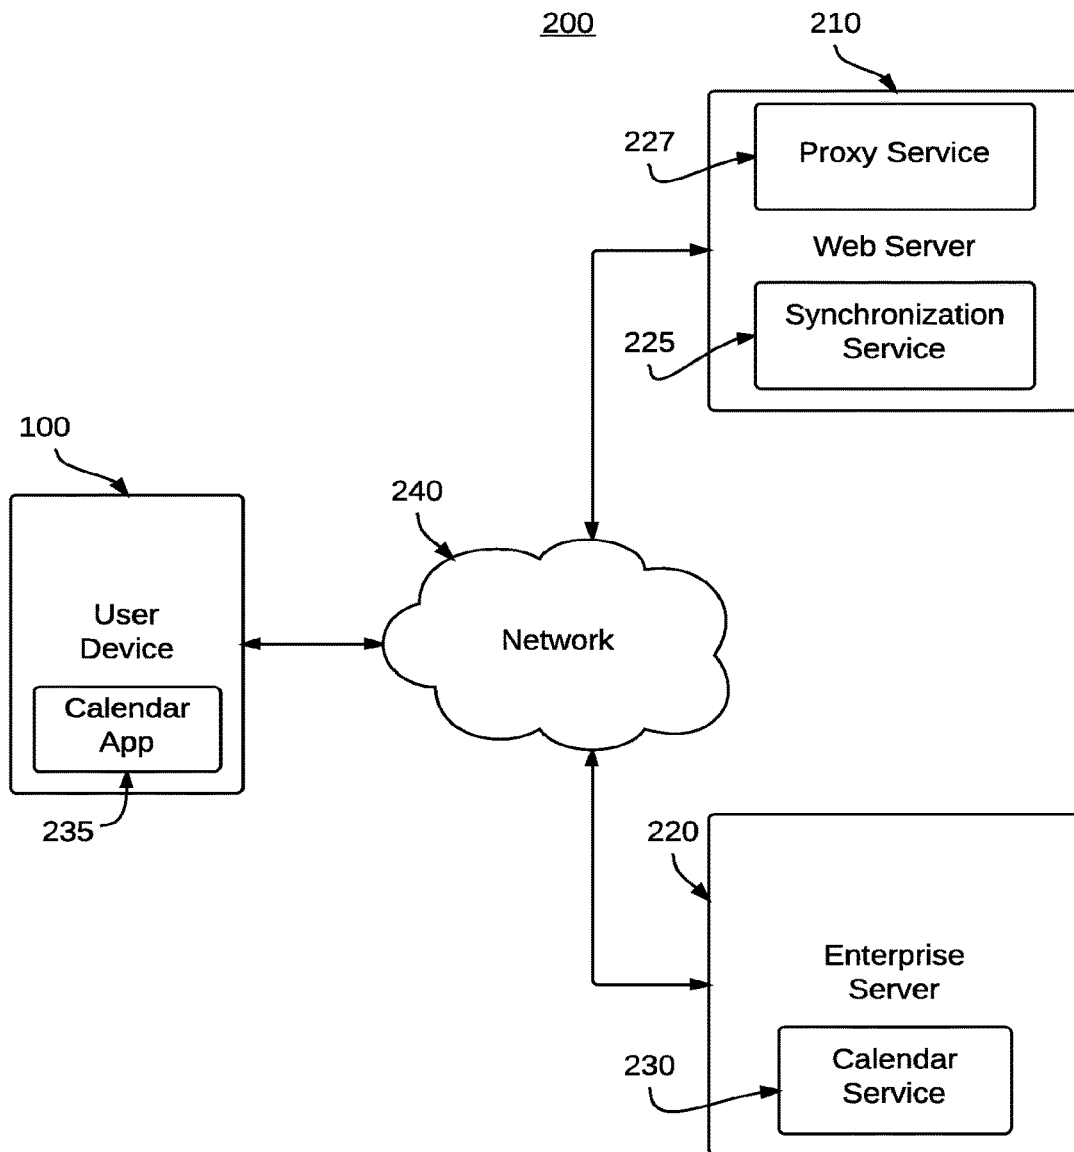 200
210
227
Proxy Service
Web Server
225
Synchronization
Service
100
240
User
Device
Network
Calendar
App
235
220
Enterprise
Server
230
Calendar
Service